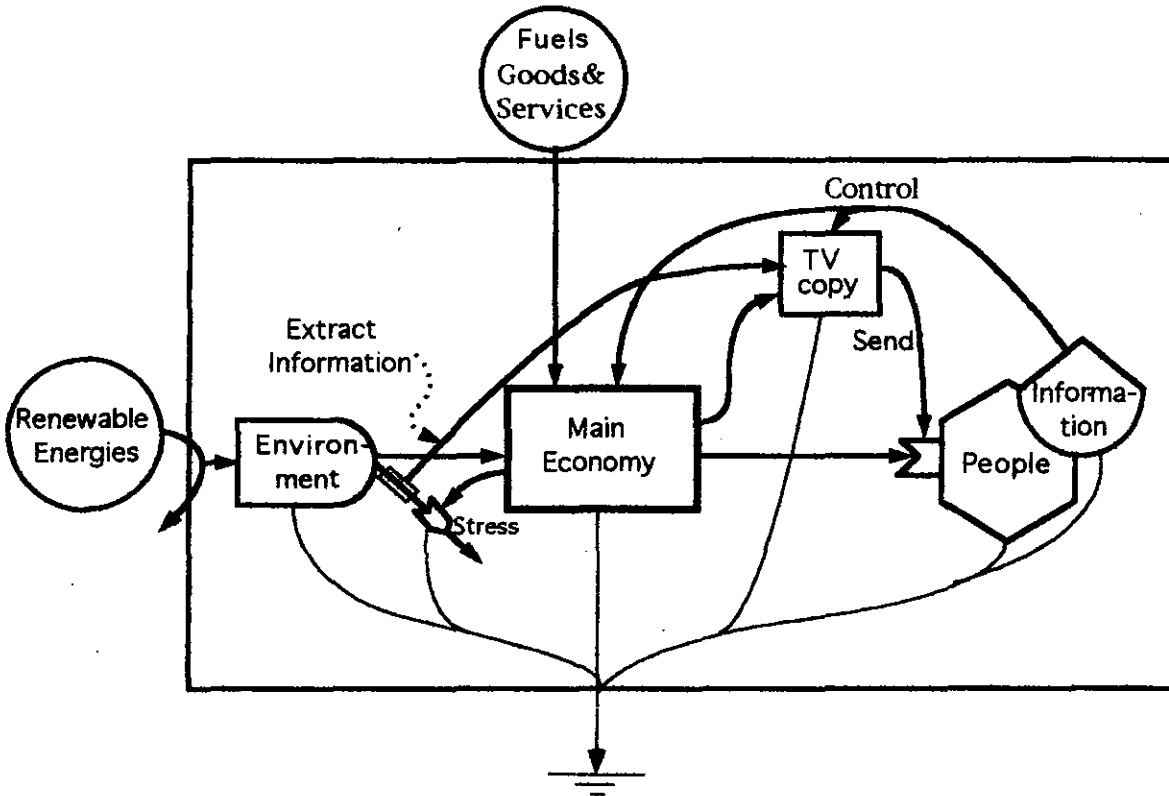 Fuels
Goods&
Services
Control
TV
copy
Extract
Information
Send
Renewable
Energies
Environ-
ment
Main
Economy
Stress
People
Informa-
tion